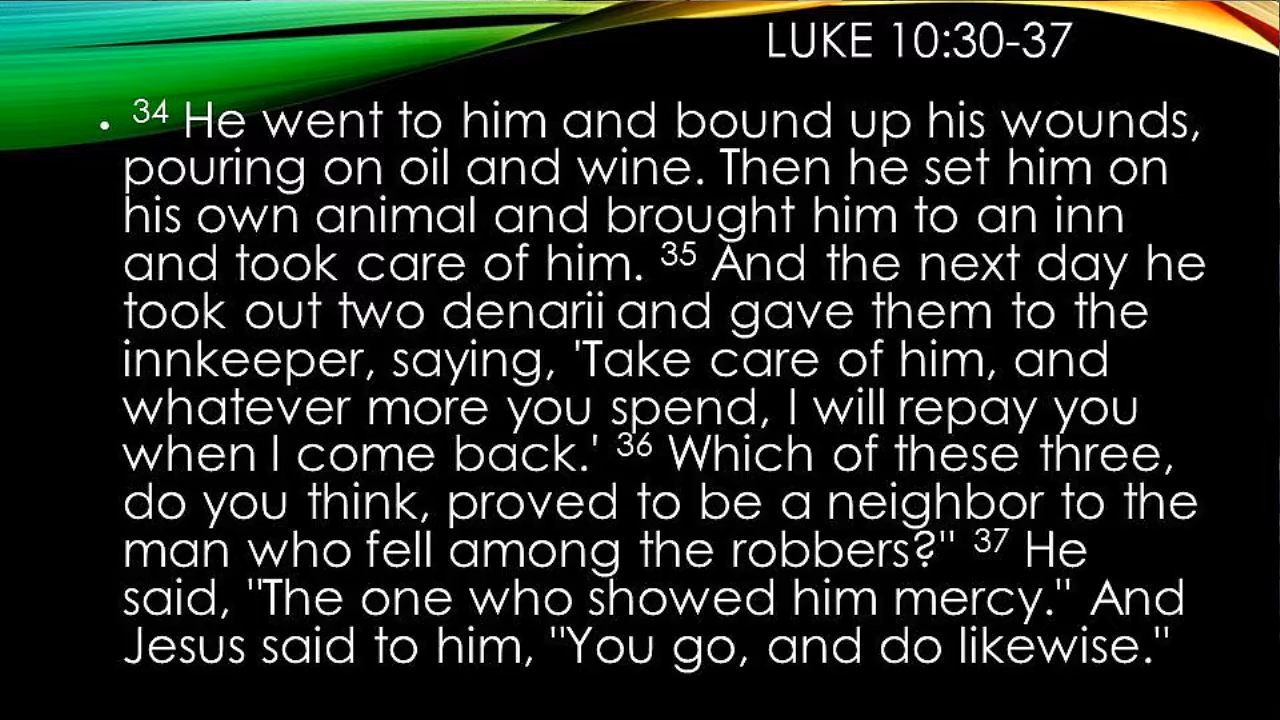 LUKE 10:30-37
• 34 He went to him and bound up his wounds,
pouring on oil and wine. Then he set him on
his own animal and brought him to an inn
and took care of him. 35 And the next day he
took out two denarii and gave them to the
innkeeper, saying, 'Take care of him, and
whatever more you spend, I will repay you
when I come back.' 36 Which of these three,
do you think, proved to be a neighbor to the
man who fell among the robbers?" 37 He
said, "The one who showed him mercy." And
Jesus said to him, "You go, and do likewise."